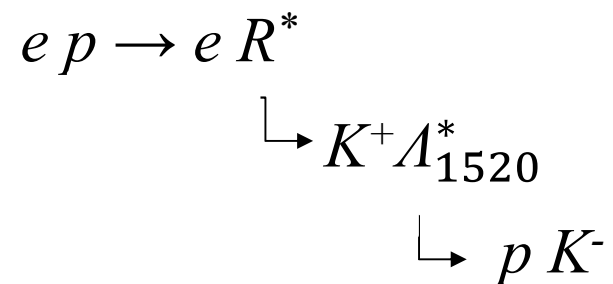 e p → e R*
K⁺Λ*₁₅₂₀
p K⁻